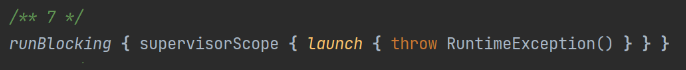 /** 7 */
runBlocking { supervisorScope { launch { throw RuntimeException() } } }